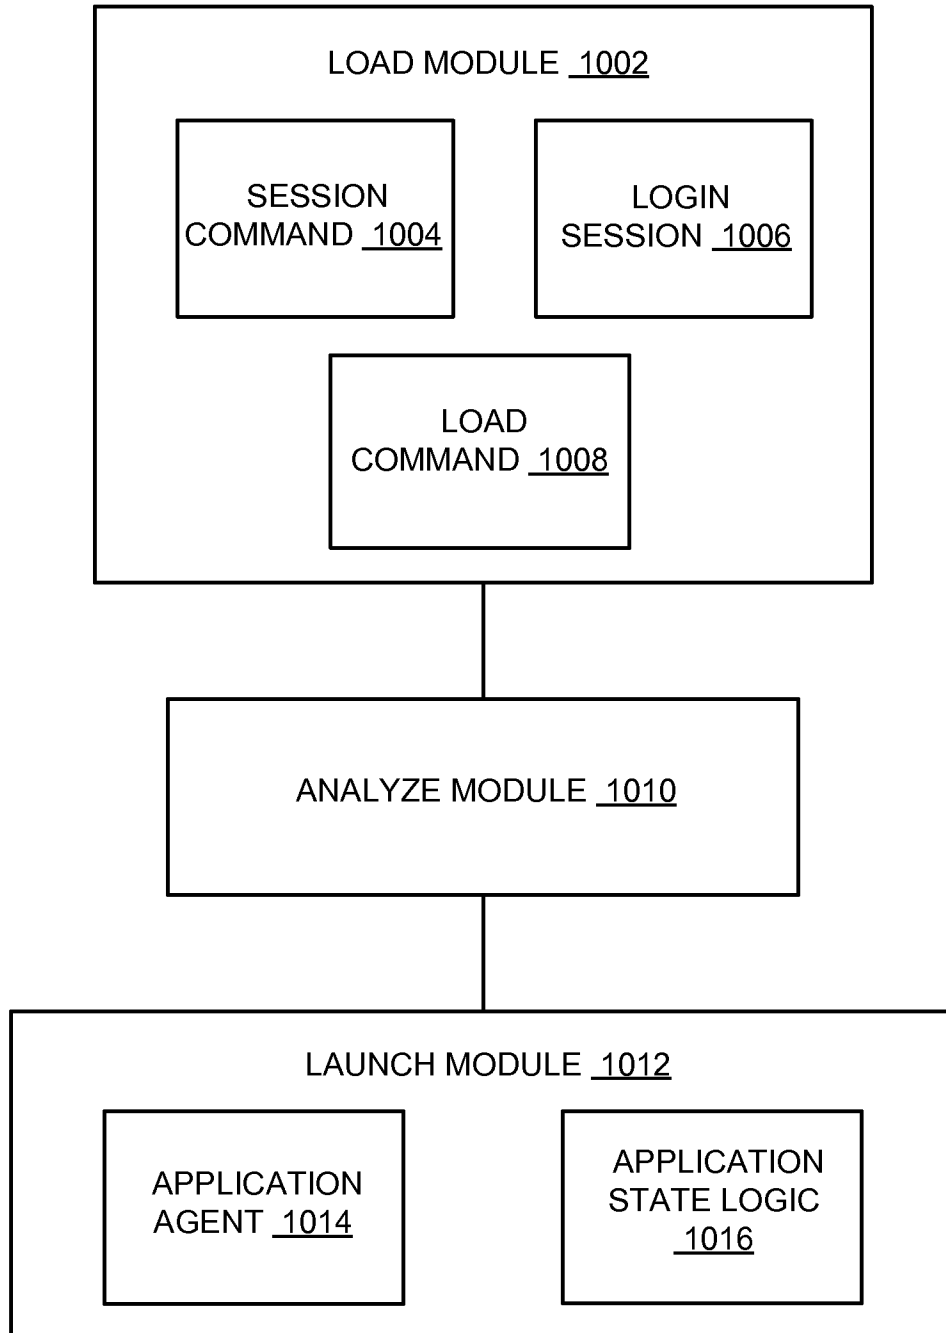 LOAD MODULE 1002
SESSION
COMMAND 1004
LOGIN
SESSION 1006
LOAD
COMMAND 1008
ANALYZE MODULE 1010
LAUNCH MODULE 1012
APPLICATION
AGENT 1014
APPLICATION
STATE LOGIC
1016